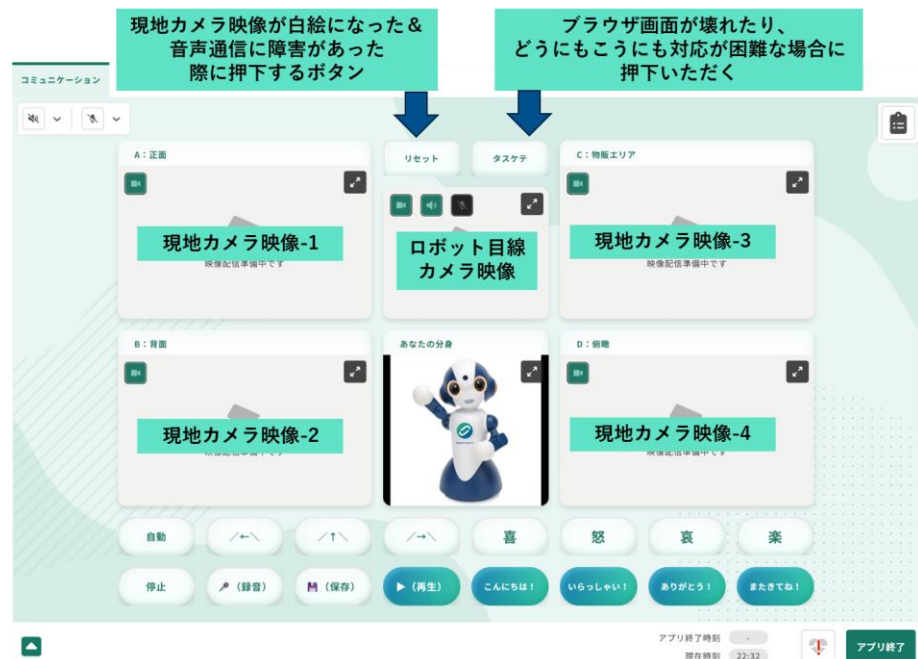 現地カメラ映像が白絵になった＆
音声通信に障害があった
際に押下するボタン
ブラウザ画面が壊れたり、
どうにもこうにも対応が困難な場合に
押下いただく
コミュニケーション
A：正面
リセット
タスケテ
C：物販エリア
現地カメラ映像-1
映像配信準備中です
ロボット目線
カメラ映像
現地カメラ映像-3
映像配信準備中です
B：背面
あなたの分身
D：俯瞰
現地カメラ映像-2
現地カメラ映像-4
自動
／←＼
／↑＼
／→＼
喜
怒
哀
楽
停止
（録音）
（保存）
▶（再生）
こんにちは！
いらっしゃい！
ありがとう！
またきてね！
アプリ終了時刻 -
現在時刻 22:32
アプリ終了